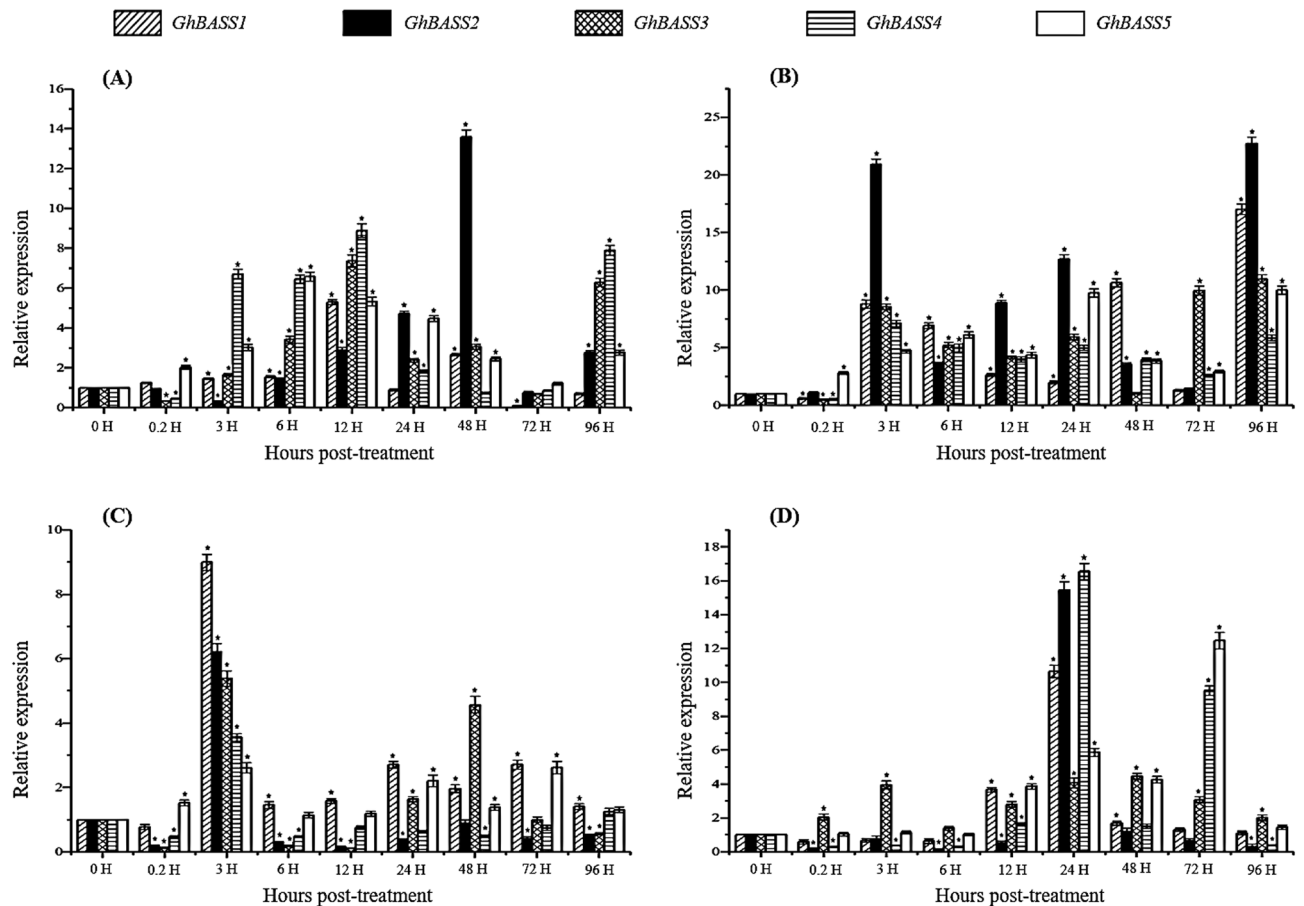 GhBASS1 GhBASS2 GhBASS3 GhBASS4 GhBASS5
(A)
16
14
12
10
8
6
4
2
0
Relative expression
0 H 0.2 H 3 H 6 H 12 H 24 H 48 H 72 H 96 H
Hours post-treatment
(B)
25
20
15
10
5
0
Relative expression
0 H 0.2 H 3 H 6 H 12 H 24 H 48 H 72 H 96 H
Hours post-treatment
(C)
10
8
6
4
2
0
Relative expression
0 H 0.2 H 3 H 6 H 12 H 24 H 48 H 72 H 96 H
Hours post-treatment
(D)
18
16
14
12
10
8
6
4
2
0
Relative expression
0 H 0.2 H 3 H 6 H 12 H 24 H 48 H 72 H 96 H
Hours post-treatment